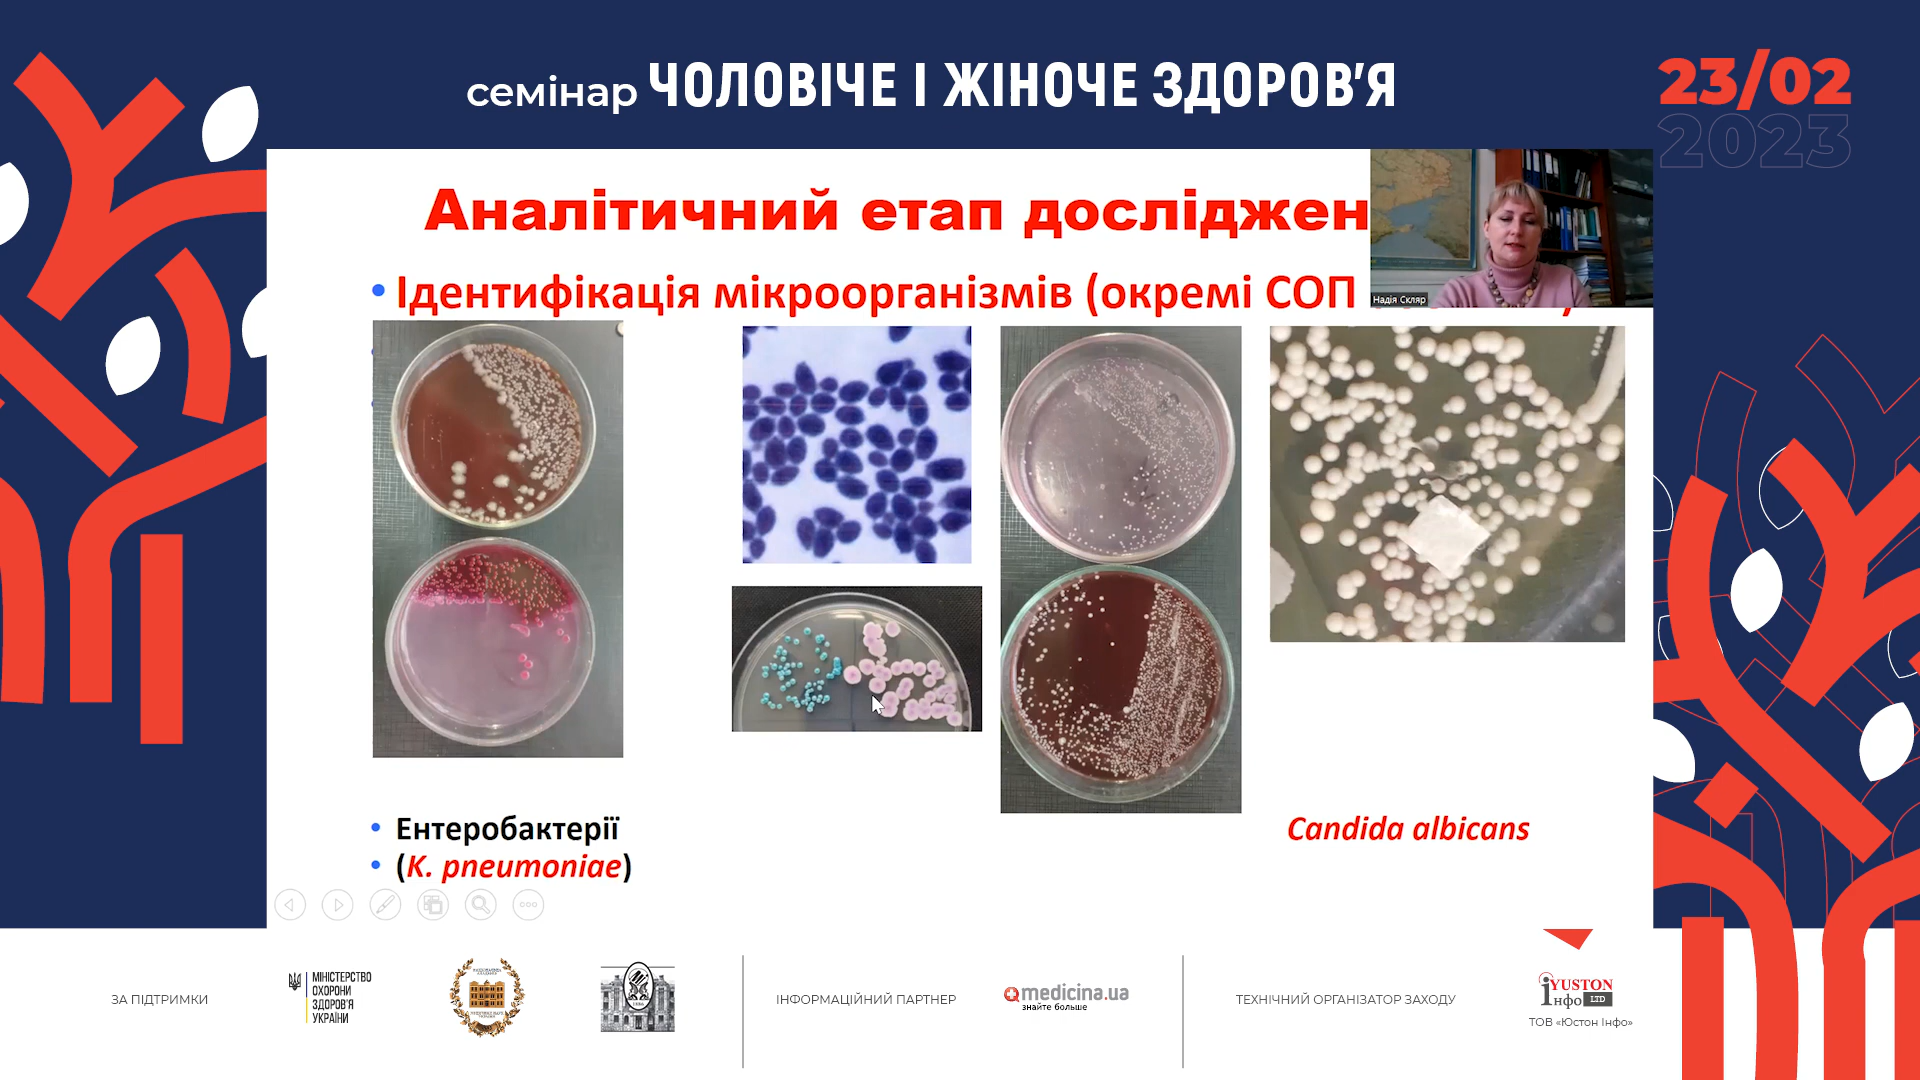 семінар ЧОЛОВІЧЕ І ЖІНОЧЕ ЗДОРОВ'Я
23/02
2023
Аналітичний етап досліджен
• Ідентифікація мікроорганізмів (окремі СОП
Надія Скляр
• Ентеробактерії
• (K. pneumoniae)
Candida albicans
ЗА ПІДТРИМКИ
МІНІСТЕРСТВО
ОХОРОНИ
ЗДОРОВ'Я
УКРАЇНИ
ІНФОРМАЦІЙНИЙ ПАРТНЕР
medicina.ua
знайте больше
ТЕХНІЧНИЙ ОРГАНІЗАТОР ЗАХОДУ
YUSTON
iнфо LTD
ТОВ «Юстон Інфо»